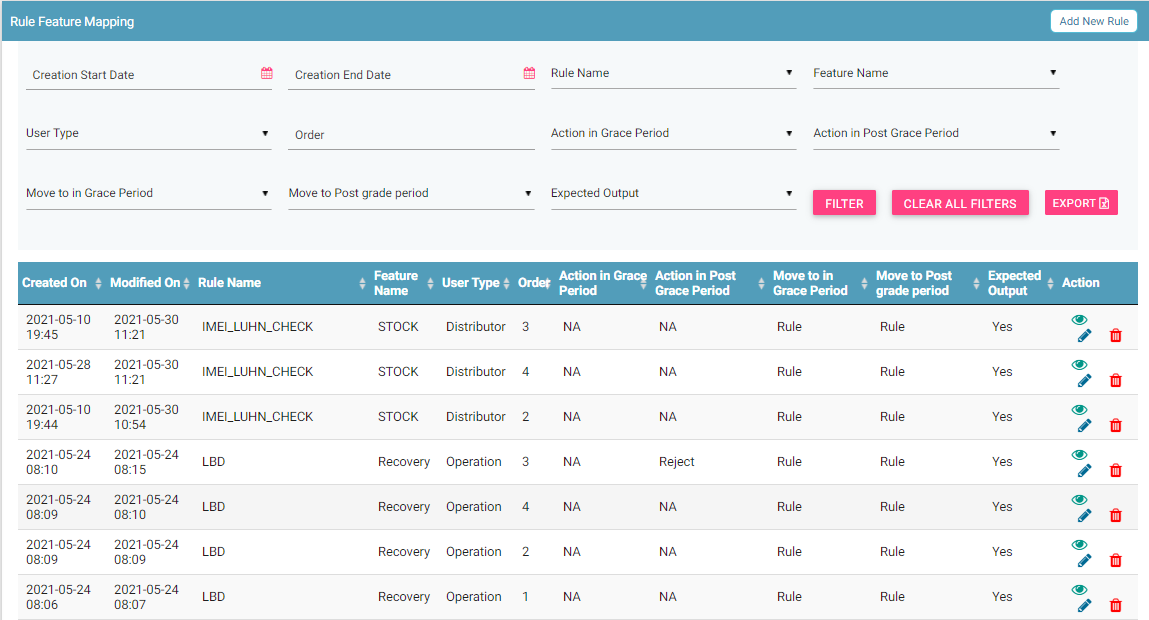 Rule Feature Mapping
Add New Rule
Creation Start Date
Creation End Date
Rule Name
Feature Name
User Type
Order
Action in Grace Period
Action in Post Grace Period
Move to in Grace Period
Move to Post grade period
Expected Output
FILTER
CLEAR ALL FILTERS
EXPORT
Created On Modified On Rule Name Feature Name User Type Order Action in Grace Period Action in Post Grace Period Move to in Grace Period Move to Post grade period Expected Output Action
2021-05-10 19:45 2021-05-30 11:21 IMEI_LUHN_CHECK STOCK Distributor 3 NA NA Rule Rule Yes
2021-05-28 11:27 2021-05-30 11:21 IMEI_LUHN_CHECK STOCK Distributor 4 NA NA Rule Rule Yes
2021-05-10 19:44 2021-05-30 10:54 IMEI_LUHN_CHECK STOCK Distributor 2 NA NA Rule Rule Yes
2021-05-24 08:10 2021-05-24 08:15 LBD Recovery Operation 3 NA Reject Rule Rule Yes
2021-05-24 08:09 2021-05-24 08:10 LBD Recovery Operation 4 NA NA Rule Rule Yes
2021-05-24 08:09 2021-05-24 08:09 LBD Recovery Operation 2 NA NA Rule Rule Yes
2021-05-24 08:06 2021-05-24 08:07 LBD Recovery Operation 1 NA NA Rule Rule Yes